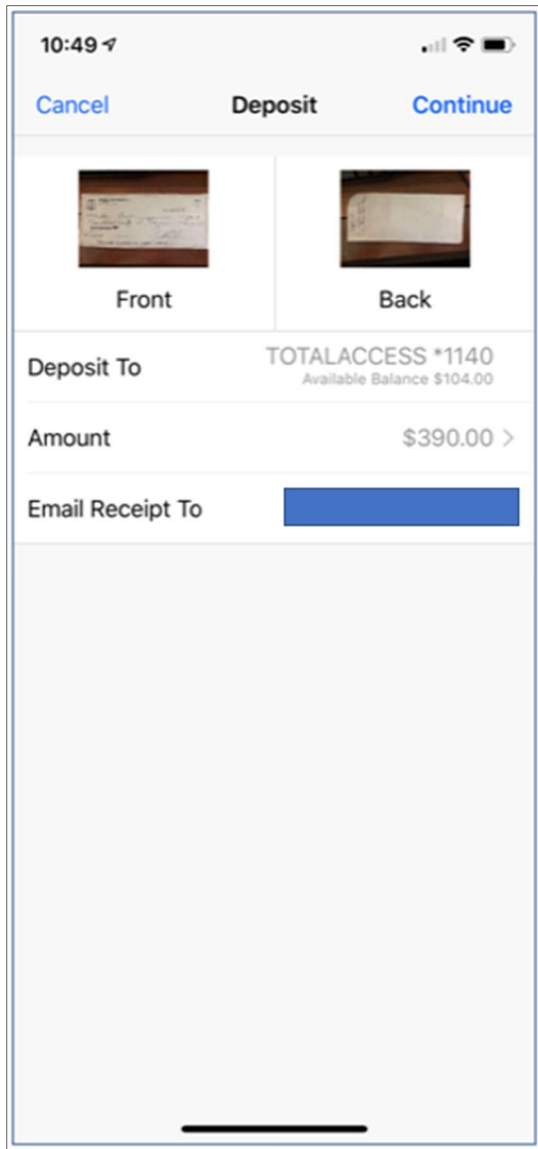 10:49
Cancel Deposit Continue
Front Back
Deposit To TOTALACCESS *1140
Available Balance $104.00
Amount $390.00 >
Email Receipt To